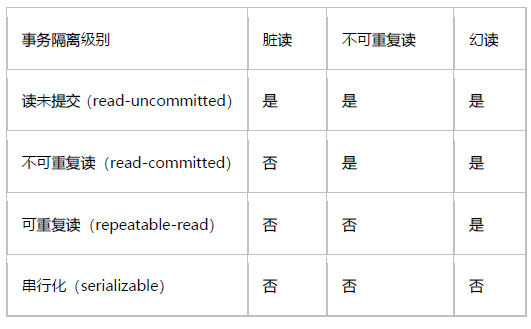 事务隔离级别 脏读 不可重复读 幻读
读未提交（read-uncommitted） 是 是 是
不可重复读（read-committed） 否 是 是
可重复读（repeatable-read） 否 否 是
串行化（serializable） 否 否 否